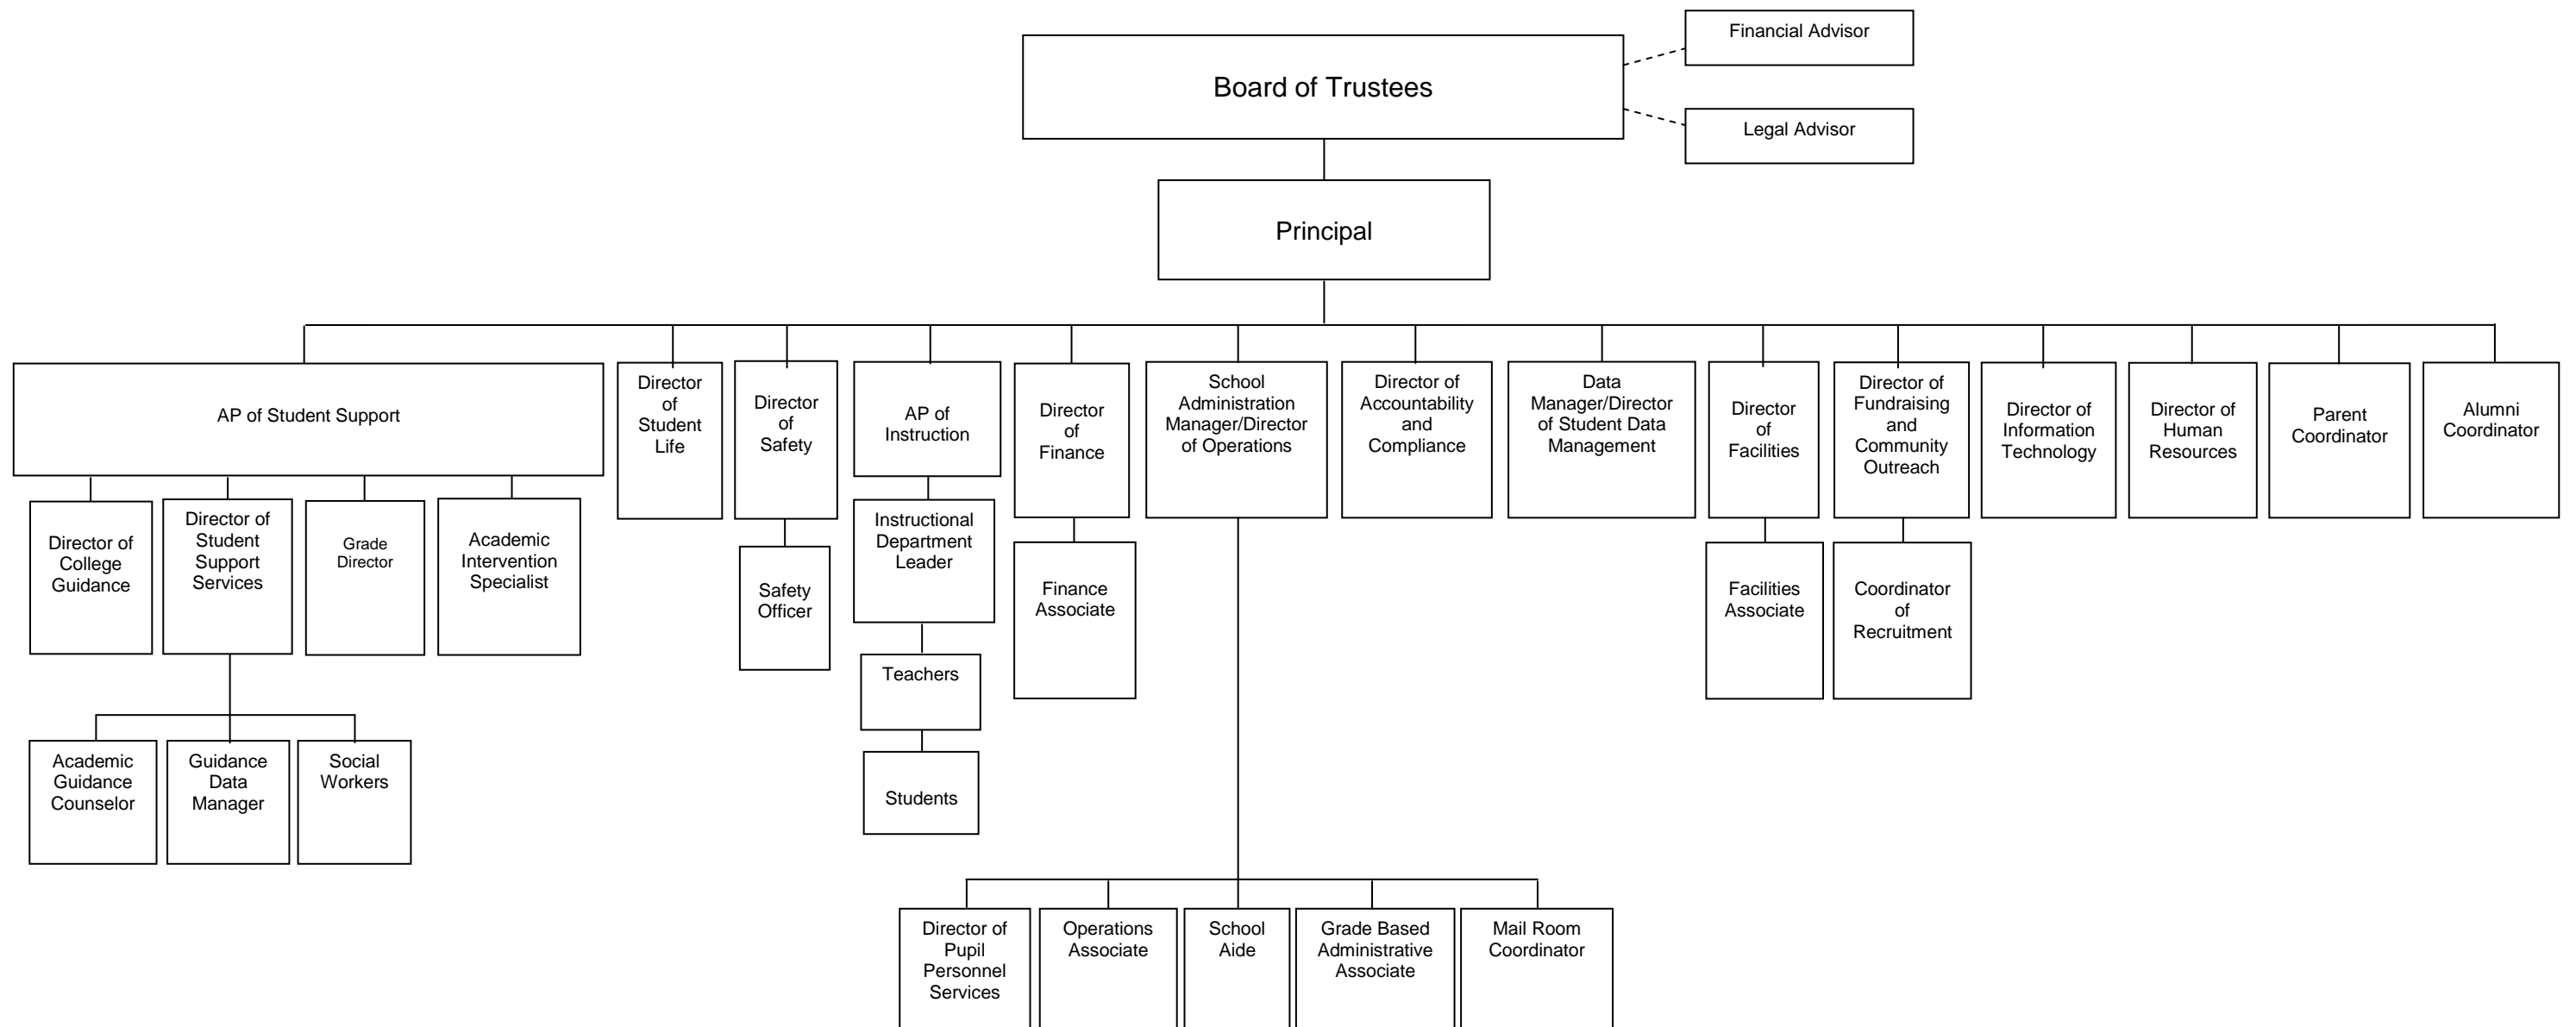 Financial Advisor
Board of Trustees
Legal Advisor
Principal
AP of Student Support
Director
of
Student
Life
Director
of
Safety
AP of
Instruction
Director
of
Finance
School
Administration
Manager/Director
of Operations
Director of
Accountability
and
Compliance
Data
Manager/Director
of Student Data
Management
Director
of
Facilities
Director of
Fundraising
and
Community
Outreach
Director of
Information
Technology
Director of
Human
Resources
Parent
Coordinator
Alumni
Coordinator
Director of
College
Guidance
Director of
Student
Support
Services
Grade
Director
Academic
Intervention
Specialist
Safety
Officer
Instructional
Department
Leader
Finance
Associate
Facilities
Associate
Coordinator
of
Recruitment
Teachers
Students
Academic
Guidance
Counselor
Guidance
Data
Manager
Social
Workers
Director of
Pupil
Personnel
Services
Operations
Associate
School
Aide
Grade Based
Administrative
Associate
Mail Room
Coordinator